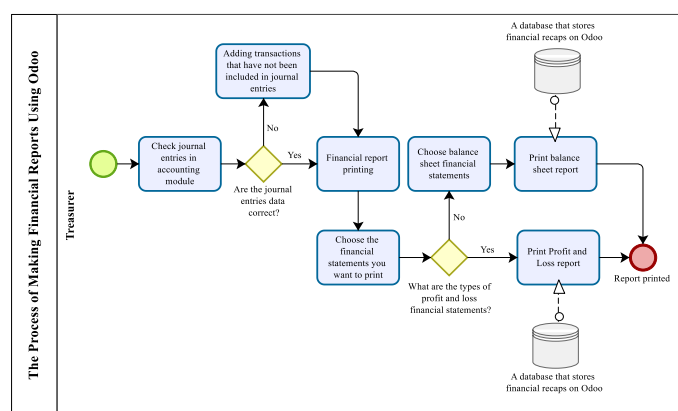 The Process of Making Financial Reports Using Odoo
Treasurer
A database that stores
financial recaps on Odoo
Adding transactions
that have not been
included in journal
entries
No
Check journal
entries in
accounting
module
Yes
Are the journal
entries data
correct?
Financial report
printing
Choose balance
sheet financial
statements
Print balance
sheet report
No
Choose the
financial
statements you
want to print
Yes
What are the types of
profit and loss
financial statements?
Print Profit and
Loss report
Report printed
A database that stores
financial recaps on Odoo